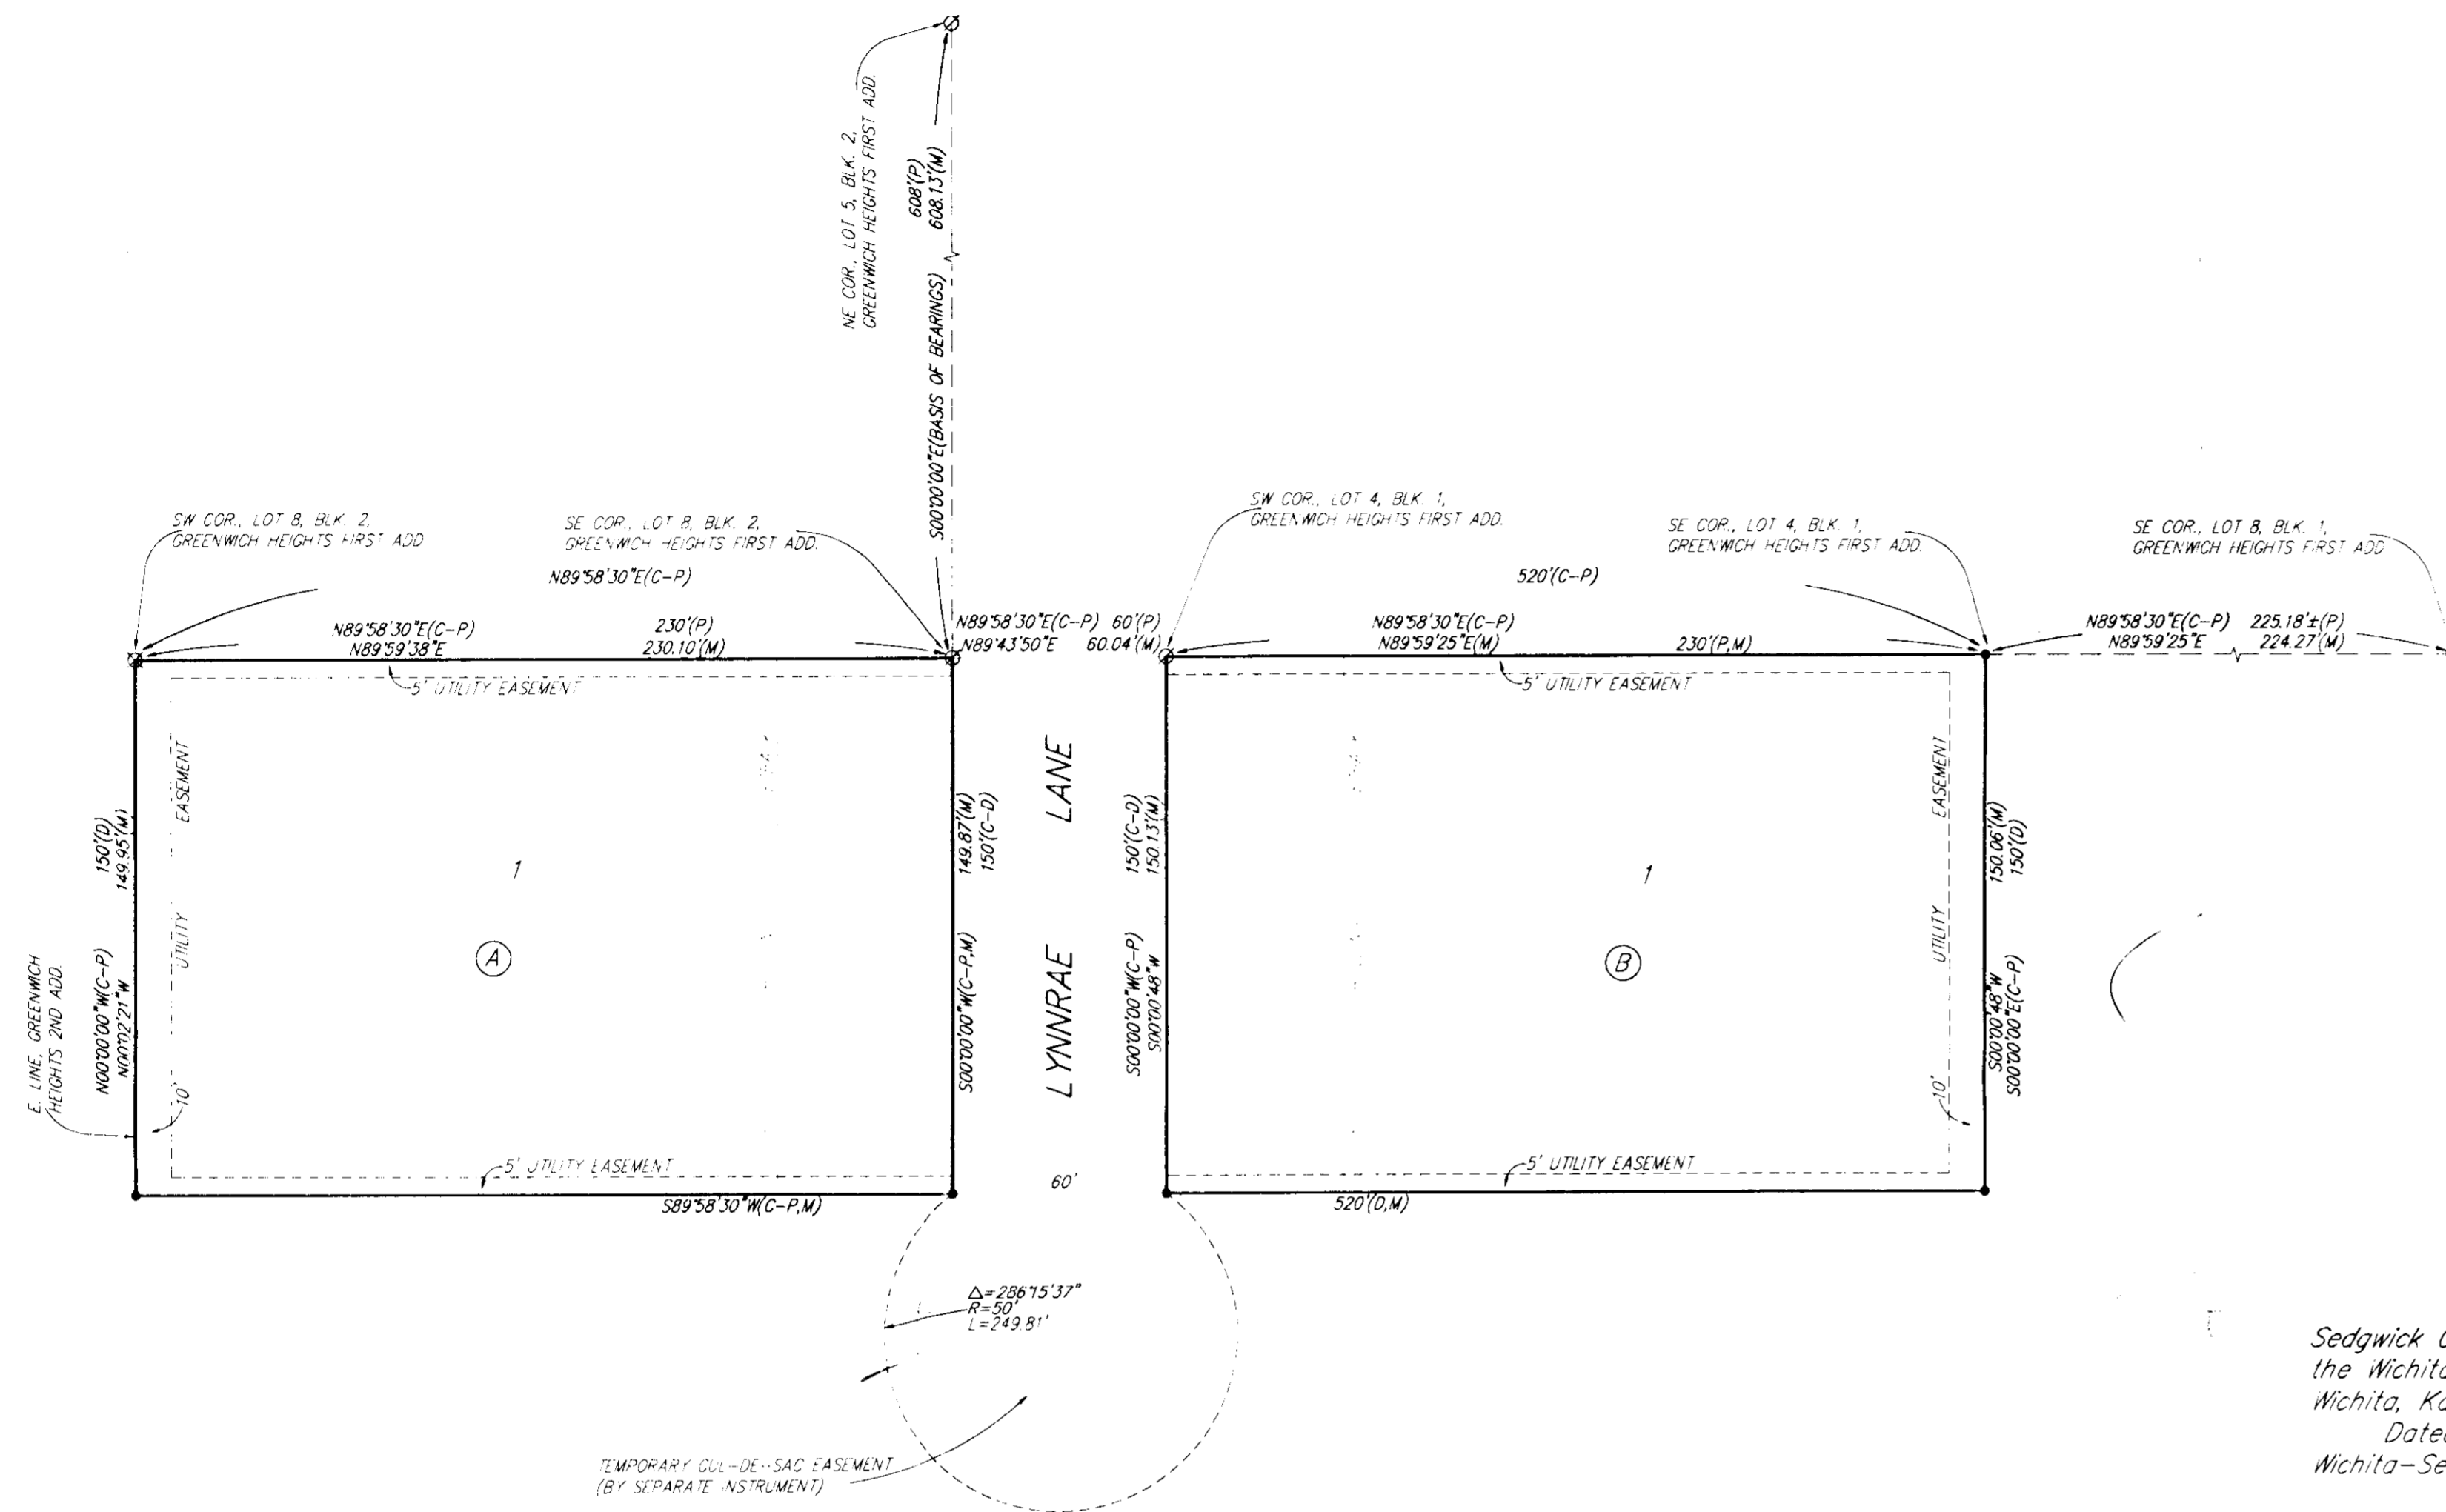 NE COR., LOT 5, BLK. 2,
GREENWICH HEIGHTS FIRST ADD.
608'(P)
608.13'(M)
S00°00'00"E(BASIS OF BEARINGS)
SW COR., LOT 8, BLK. 2,
GREENWICH HEIGHTS FIRST ADD
SE COR., LOT 8, BLK. 2,
GREENWICH HEIGHTS FIRST ADD.
SW COR., LOT 4, BLK. 1,
GREENWICH HEIGHTS FIRST ADD.
SE COR., LOT 4, BLK. 1,
GREENWICH HEIGHTS FIRST ADD.
SE COR., LOT 8, BLK. 1,
GREENWICH HEIGHTS FIRST ADD
N89°58'30"E(C-P)
520'(C-P)
N89°58'30"E(C-P) 230'(P)
N89°59'38"E 230.10'(M)
N89°58'30"E(C-P) 60'(P)
N89°43'50"E 60.04'(M)
N89°58'30"E(C-P)
N89°59'25"E(M) 230'(P,M)
N89°58'30"E(C-P) 225.18'±(P)
N89°59'25"E 224.27'(M)
5' UTILITY EASEMENT
5' UTILITY EASEMENT
E. LINE, GREENWICH
HEIGHTS 2ND ADD.
N00°00'00"W(C-P) 150'(D)
N00°02'21"W 149.95'(M)
10'
UTILITY EASEMENT
1
A
S00°00'00"W(C-P,M) 149.87'(M)
150'(C-D)
LYNNRAE LANE
60'
S00°00'00"W(C-P) 150'(C-D)
S00°00'48"W 150.13'(M)
1
B
10'
UTILITY EASEMENT
S00°00'48"W 150.06'(M)
S00°00'00"E(C-P) 150'(D)
5' UTILITY EASEMENT
5' UTILITY EASEMENT
S89°58'30"W(C-P,M)
520'(D,M)
Δ=286°15'37"
R=50'
L=249.81'
TEMPORARY CUL-DE-SAC EASEMENT
(BY SEPARATE INSTRUMENT)
Sedgwick
the Wichita
Wichita,
Wichita-Se